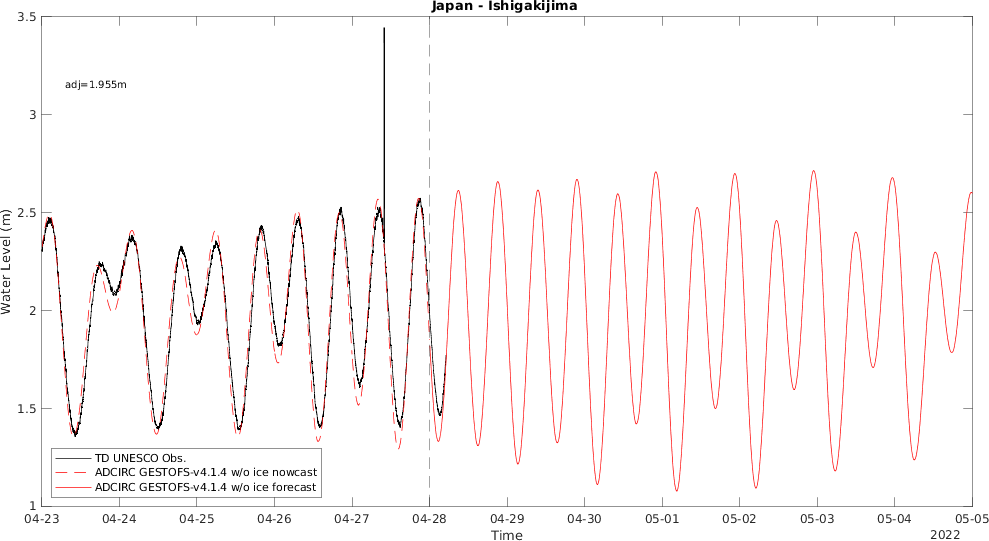 Japan - Ishigakijima
3.5
adj=1.955m
3
2.5
Water Level (m)
2
1.5
TD UNESCO Obs.
ADCIRC GESTOFS-v4.1.4 w/o ice nowcast
ADCIRC GESTOFS-v4.1.4 w/o ice forecast
1
04-23 04-24 04-25 04-26 04-27 04-28 04-29 04-30 05-01 05-02 05-03 05-04 05-05
Time
2022